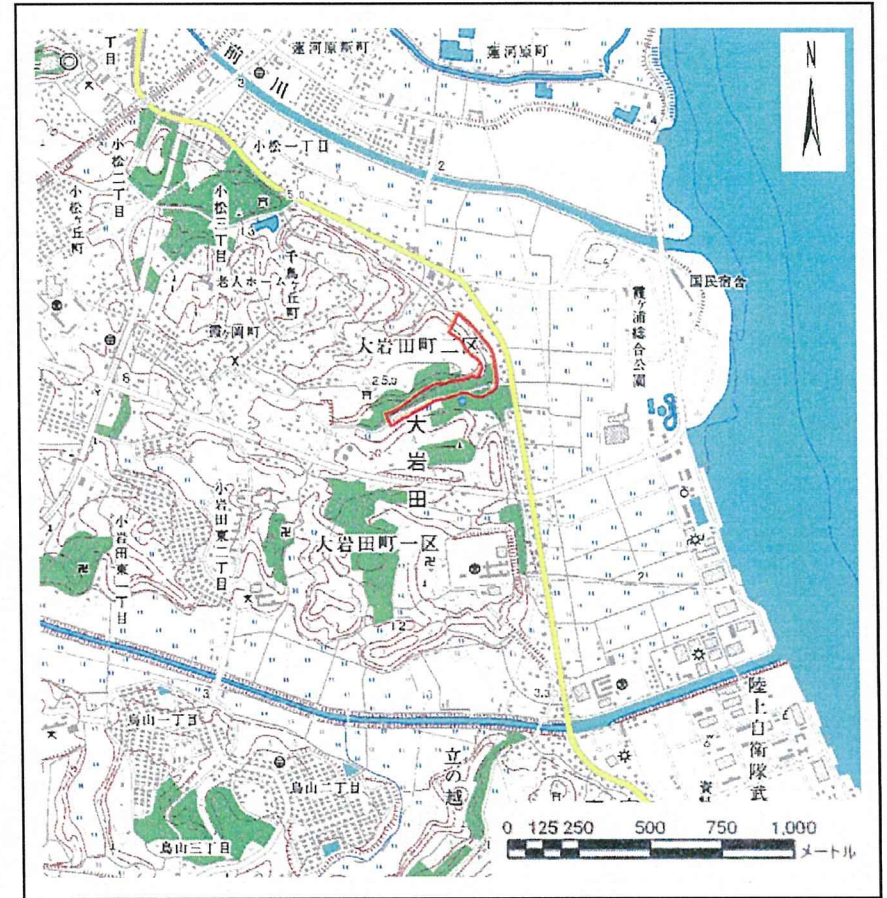 丁目
前川
蓮河原新町
蓮河原町
N
小松一丁目
小松二丁目
小松三丁目
小松ヶ丘町
千鳥ヶ丘町
老人ホーム
霞ヶ岡町
国民宿舎
霞ヶ浦総合公園
大岩田町二区
25.9
大岩田
小岩田東二丁目
小岩田東一丁目
大岩田町一区
烏山一丁目
烏山二丁目
烏山三丁目
立の越
3.3
陸上自衛隊武
0 125 250 500 750 1,000
メートル